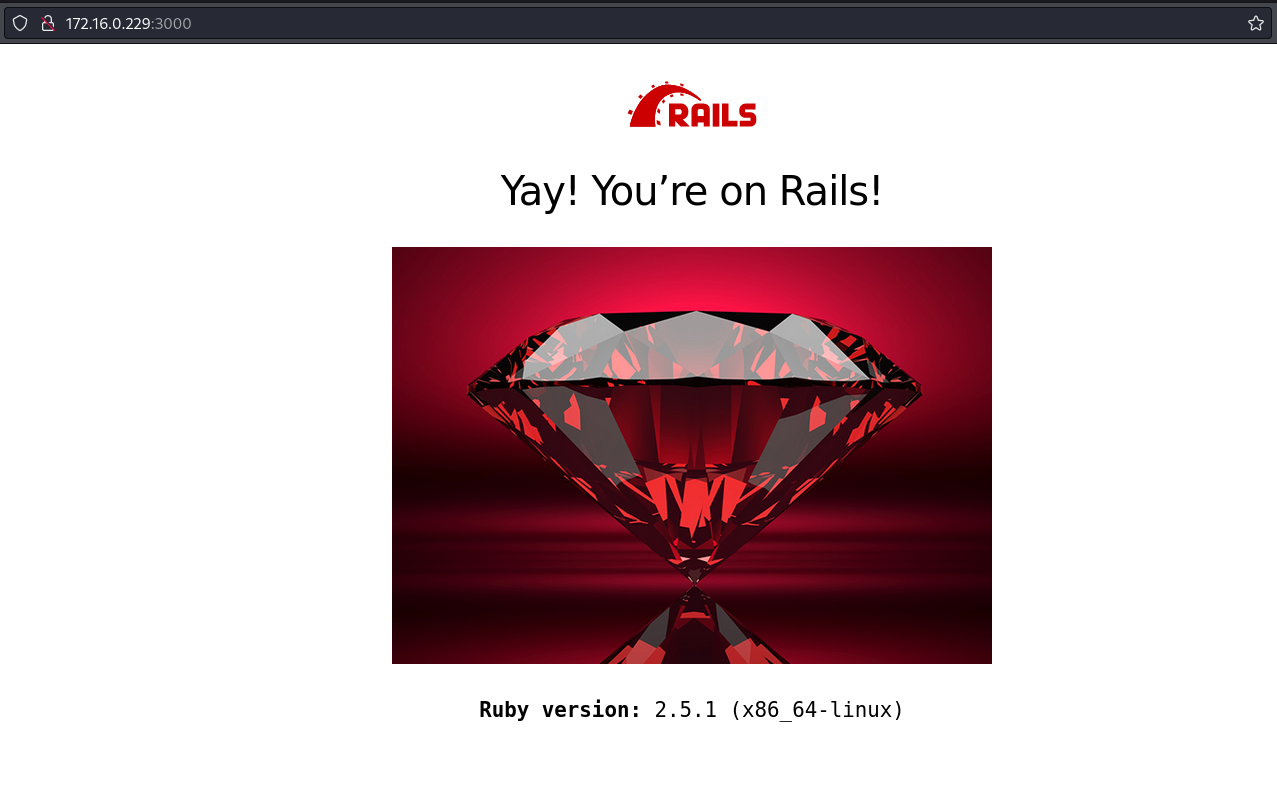 172.16.0.229:3000
RAILS
Yay! You’re on Rails!
Ruby version: 2.5.1 (x86_64-linux)